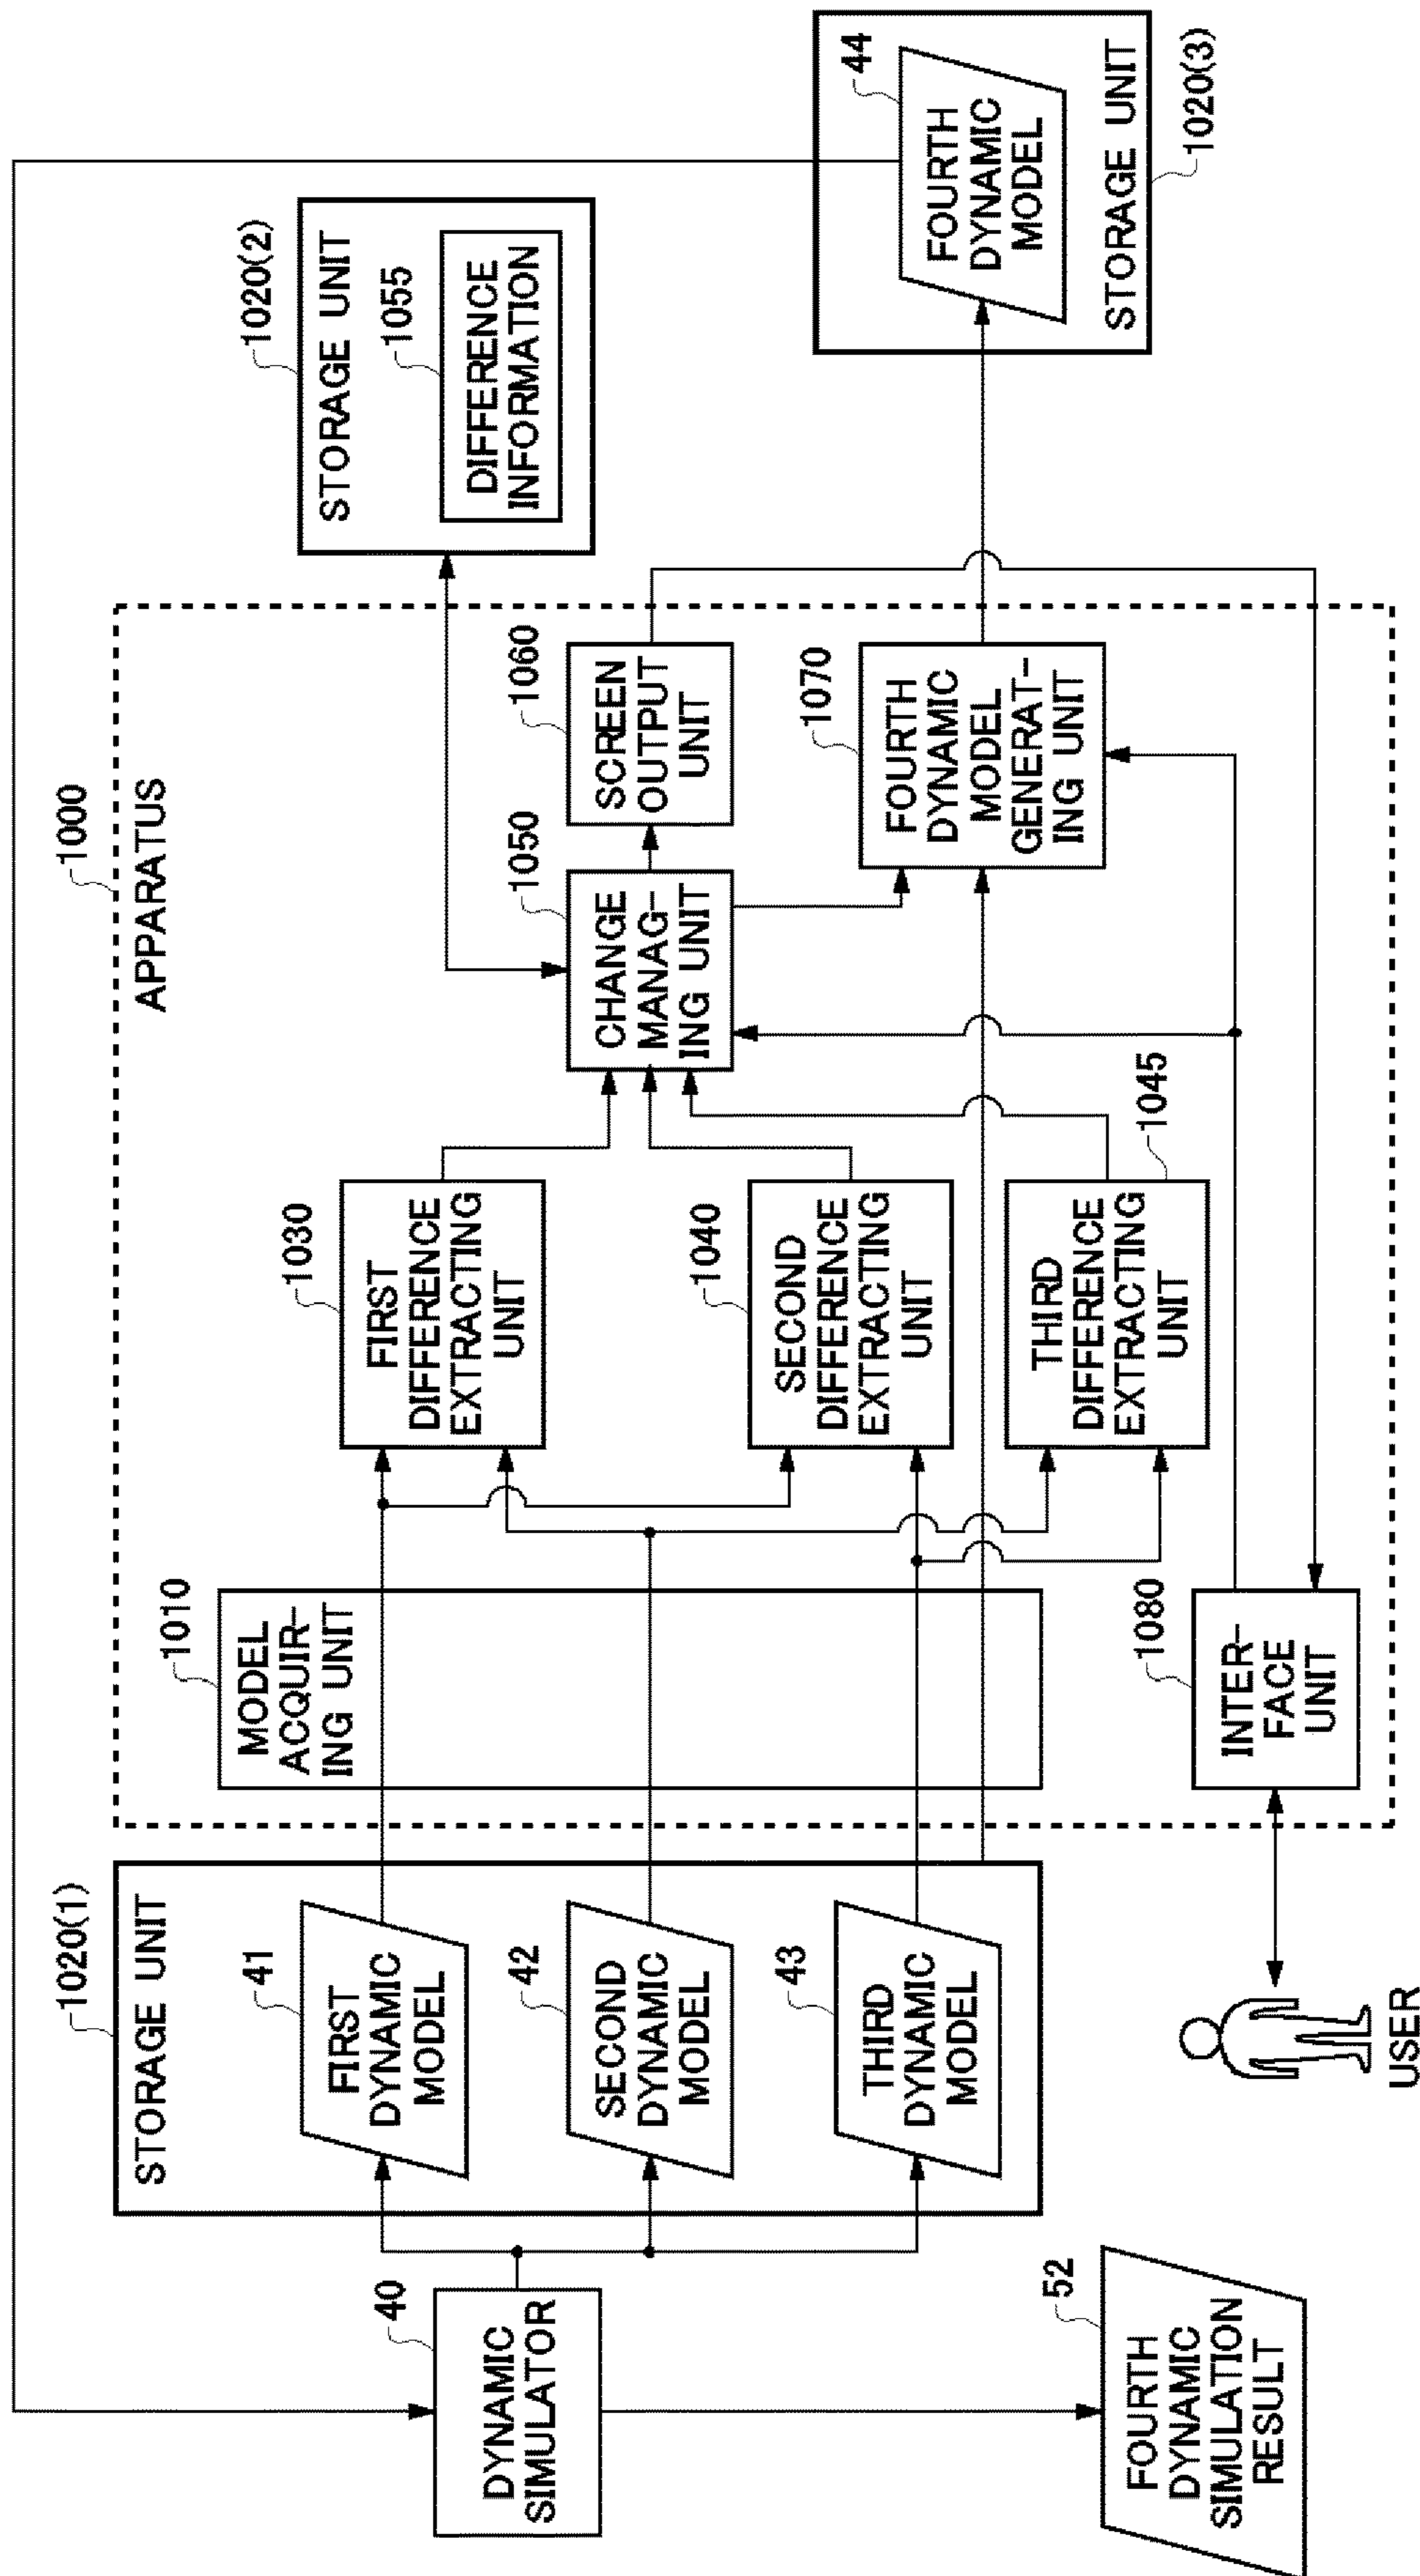 1000
APPARATUS
1020(1)
STORAGE UNIT
41
FIRST
DYNAMIC
MODEL
42
SECOND
DYNAMIC
MODEL
43
THIRD
DYNAMIC
MODEL
40
DYNAMIC
SIMULATOR
52
FOURTH
DYNAMIC
SIMULATION
RESULT
USER
1010
MODEL
ACQUIR-
ING UNIT
1080
INTER-
FACE
UNIT
1030
FIRST
DIFFERENCE
EXTRACTING
UNIT
1040
SECOND
DIFFERENCE
EXTRACTING
UNIT
1045
THIRD
DIFFERENCE
EXTRACTING
UNIT
1050
CHANGE
MANAG-
ING UNIT
1060
SCREEN
OUTPUT
UNIT
1070
FOURTH
DYNAMIC
MODEL
GENERAT-
ING UNIT
1020(2)
STORAGE UNIT
1055
DIFFERENCE
INFORMATION
44
FOURTH
DYNAMIC
MODEL
STORAGE UNIT
1020(3)